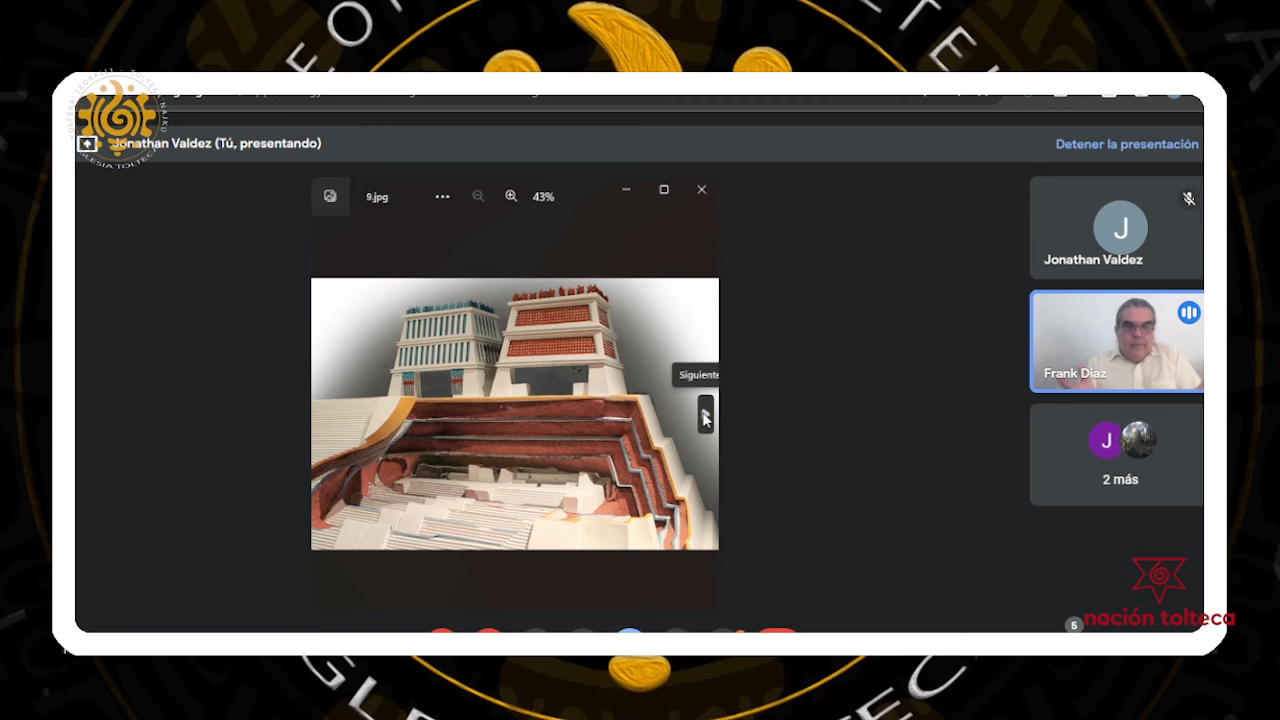 Jonathan Valdez (Tú, presentando)
Detener la presentación
9.jpg
43%
Siguiente
J
Jonathan Valdez
Frank Diaz
J
2 más
6
nación tolteca